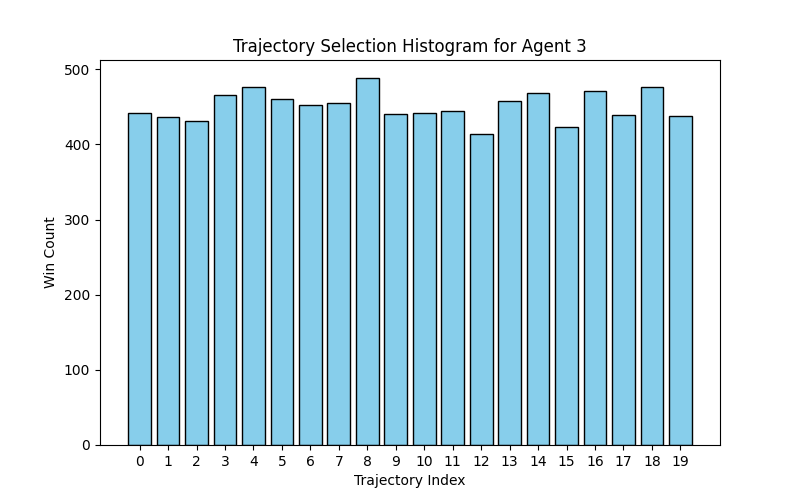 Trajectory Selection Histogram for Agent 3
500
400
300
200
100
0
Win Count
0 1 2 3 4 5 6 7 8 9 10 11 12 13 14 15 16 17 18 19
Trajectory Index